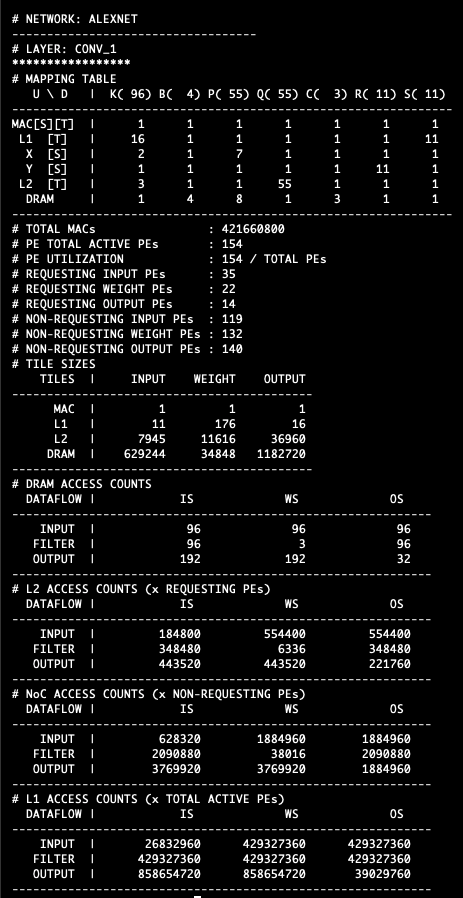 # NETWORK: ALEXNET
-----------------------------------
# LAYER: CONV_1
*****************
# MAPPING TABLE
U \ D | K( 96) B( 4) P( 55) Q( 55) C( 3) R( 11) S( 11)
---------------------------------------------------------------
MAC[S][T] | 1 1 1 1 1 1 1
L1 [T] | 16 1 1 1 1 1 11
X [S] | 2 1 7 1 1 1 1
Y [S] | 1 1 1 1 1 11 1
L2 [T] | 3 1 1 55 1 1 1
DRAM | 1 4 8 1 3 1 1
---------------------------------------------------------------
# TOTAL MACs : 421660800
# PE TOTAL ACTIVE PEs : 154
# PE UTILIZATION : 154 / TOTAL PEs
# REQUESTING INPUT PEs : 35
# REQUESTING WEIGHT PEs : 22
# REQUESTING OUTPUT PEs : 14
# NON-REQUESTING INPUT PEs : 119
# NON-REQUESTING WEIGHT PEs : 132
# NON-REQUESTING OUTPUT PEs : 140
# TILE SIZES
TILES | INPUT WEIGHT OUTPUT
-------------------------------------------
MAC | 1 1 1
L1 | 11 176 16
L2 | 7945 11616 36960
DRAM | 629244 34848 1182720
-------------------------------------------
# DRAM ACCESS COUNTS
DATAFLOW | IS WS OS
------------------------------------------------------------
INPUT | 96 96 96
FILTER | 96 3 96
OUTPUT | 192 192 32
------------------------------------------------------------
# L2 ACCESS COUNTS (x REQUESTING PEs)
DATAFLOW | IS WS OS
------------------------------------------------------------
INPUT | 184800 554400 554400
FILTER | 348480 6336 348480
OUTPUT | 443520 443520 221760
------------------------------------------------------------
# NoC ACCESS COUNTS (x NON-REQUESTING PEs)
DATAFLOW | IS WS OS
------------------------------------------------------------
INPUT | 628320 1884960 1884960
FILTER | 2090880 38016 2090880
OUTPUT | 3769920 3769920 1884960
------------------------------------------------------------
# L1 ACCESS COUNTS (x TOTAL ACTIVE PEs)
DATAFLOW | IS WS OS
------------------------------------------------------------
INPUT | 26832960 429327360 429327360
FILTER | 429327360 429327360 429327360
OUTPUT | 858654720 858654720 39029760
------------------------------------------------------------